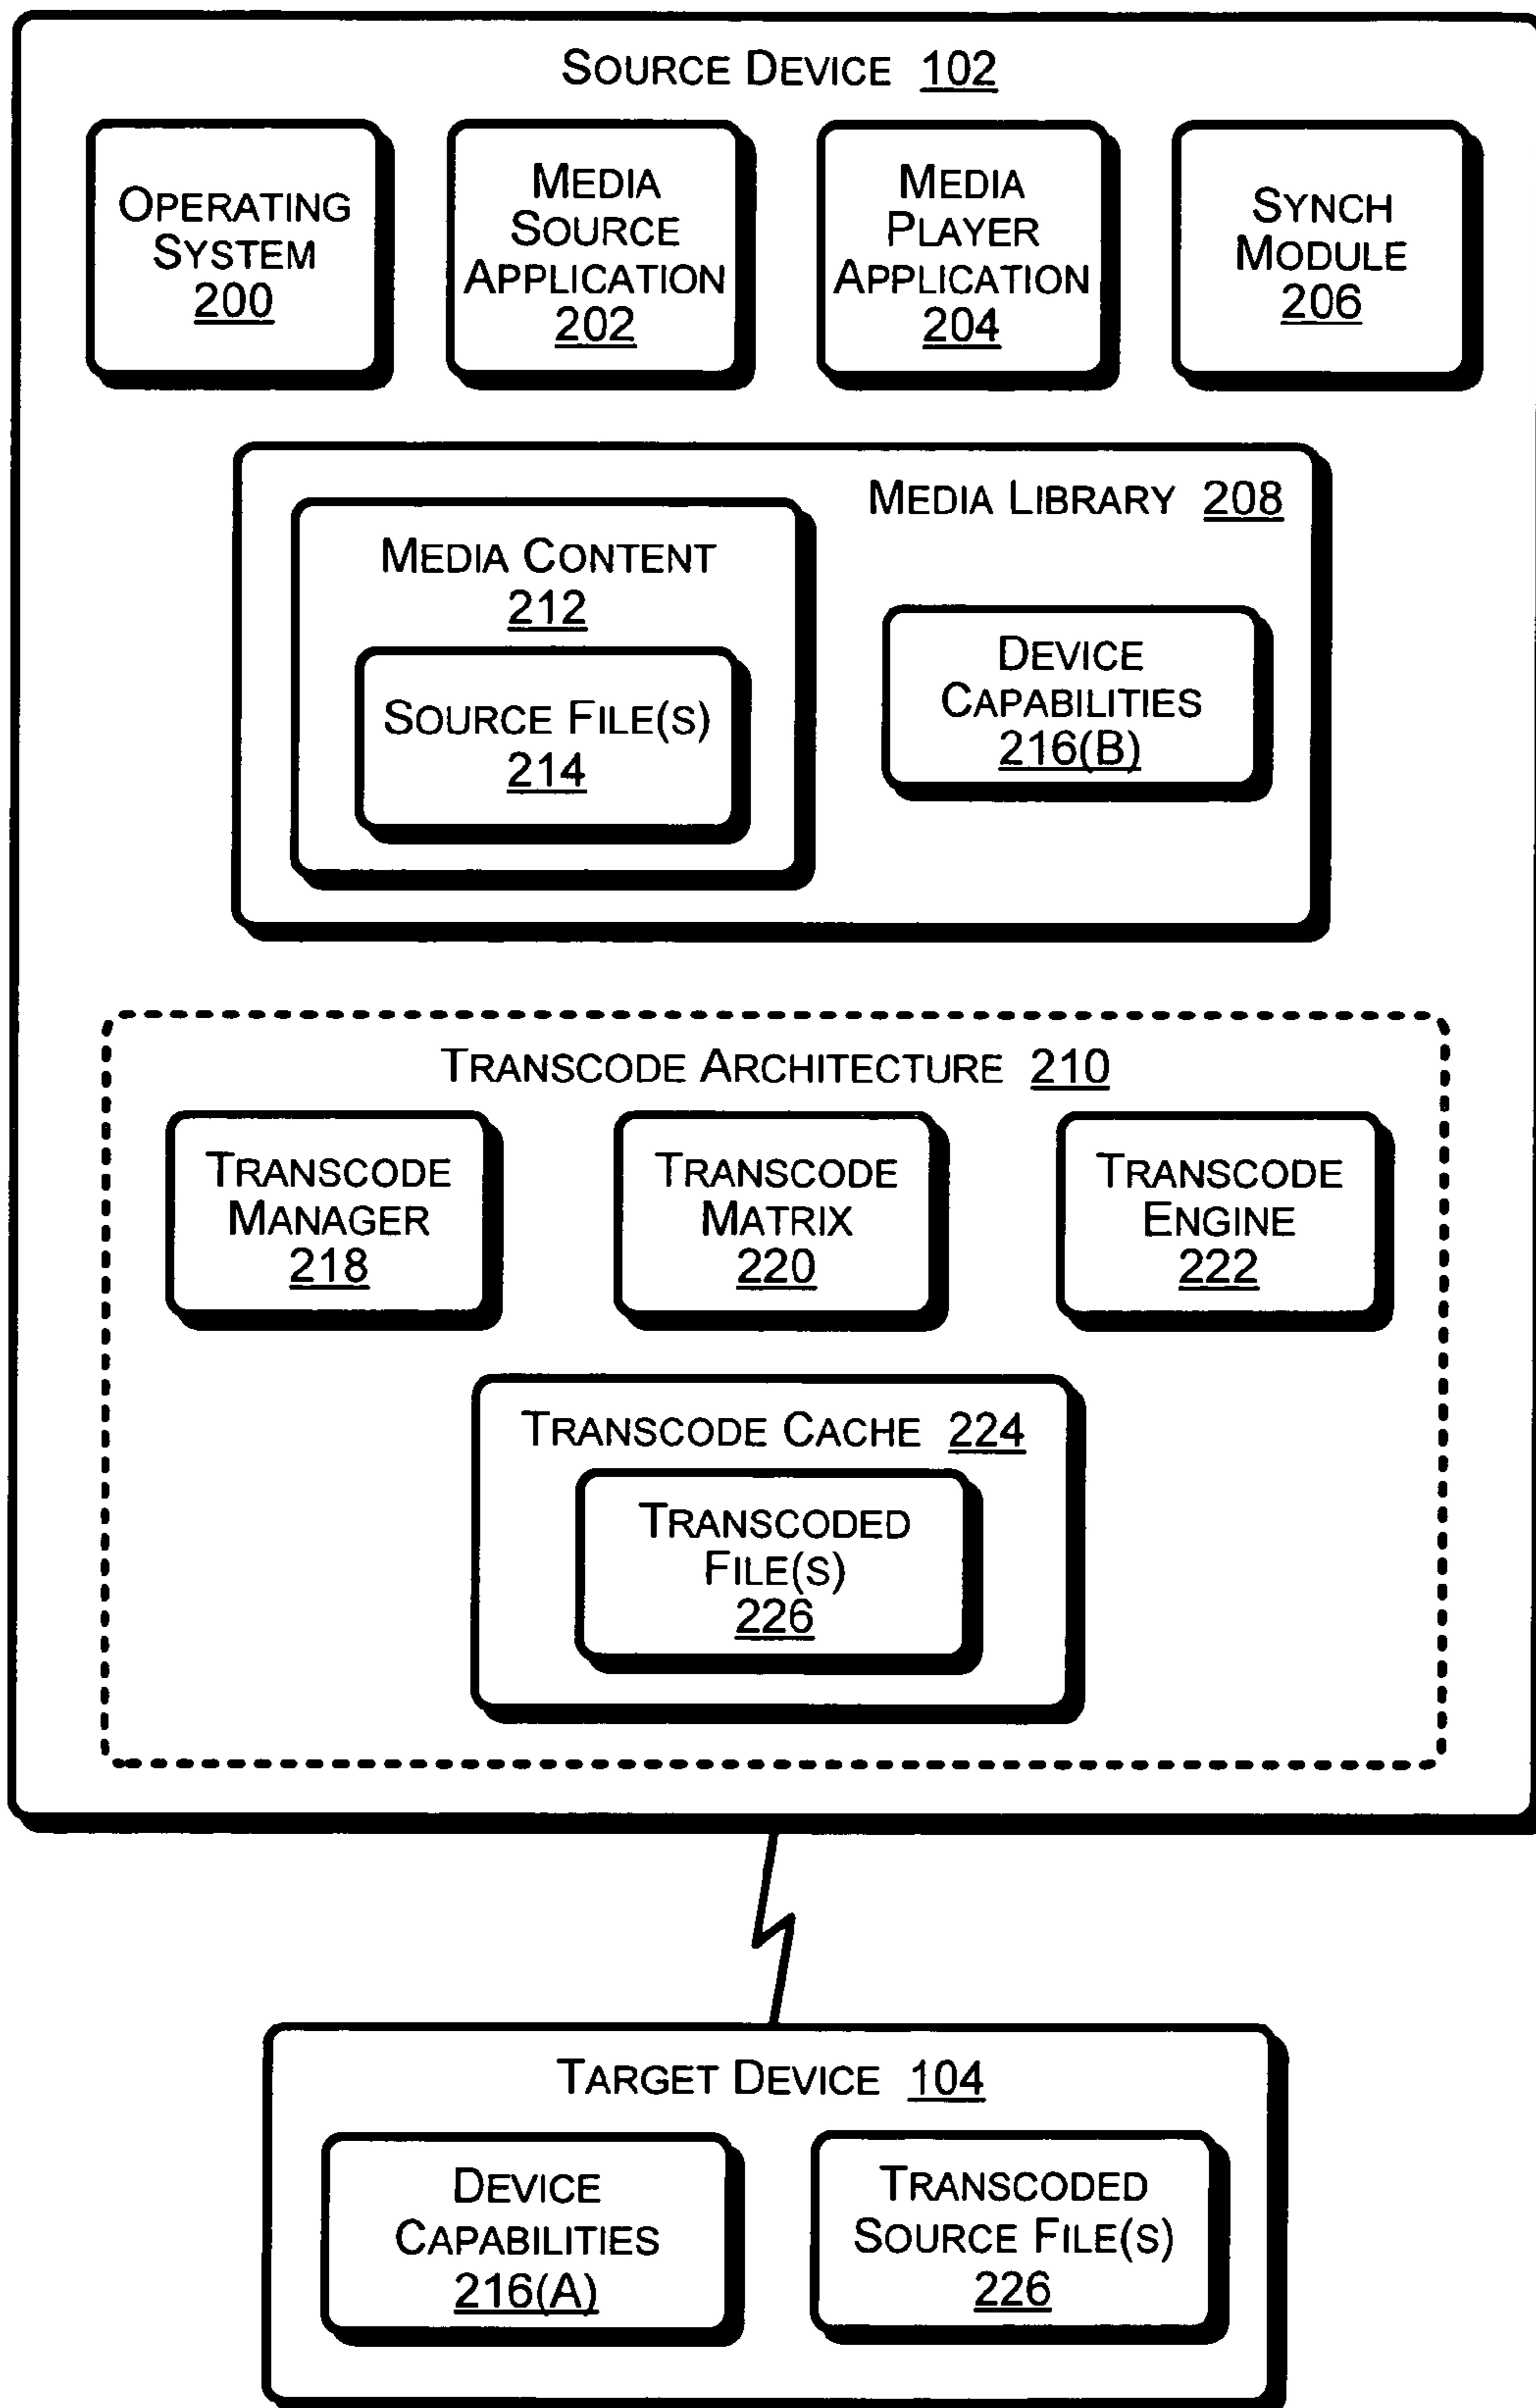 SOURCE DEVICE 102
OPERATING
SYSTEM
200
MEDIA
SOURCE
APPLICATION
202
MEDIA
PLAYER
APPLICATION
204
SYNCH
MODULE
206
MEDIA LIBRARY 208
MEDIA CONTENT
212
SOURCE FILE(S)
214
DEVICE
CAPABILITIES
216(B)
TRANSCODE ARCHITECTURE 210
TRANSCODE
MANAGER
218
TRANSCODE
MATRIX
220
TRANSCODE
ENGINE
222
TRANSCODE CACHE 224
TRANSCODED
FILE(S)
226
TARGET DEVICE 104
DEVICE
CAPABILITIES
216(A)
TRANSCODED
SOURCE FILE(S)
226